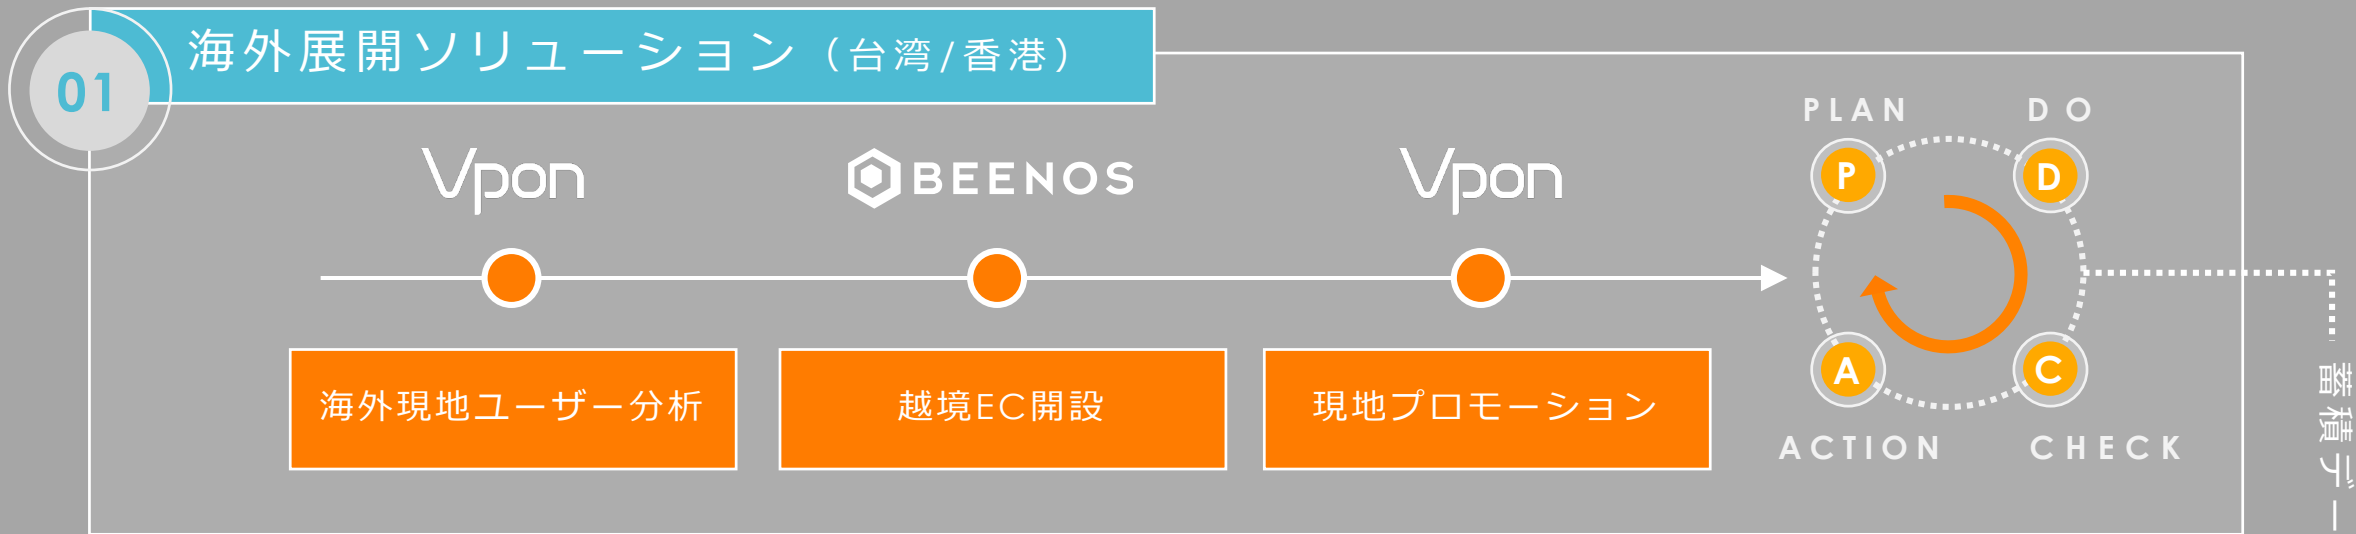 01
海外展開ソリューション（台湾/香港）
Vpon
BEENOS
Vpon
海外現地ユーザー分析
越境EC開設
現地プロモーション
PLAN
DO
P
D
A
C
ACTION
CHECK
蓄積デー